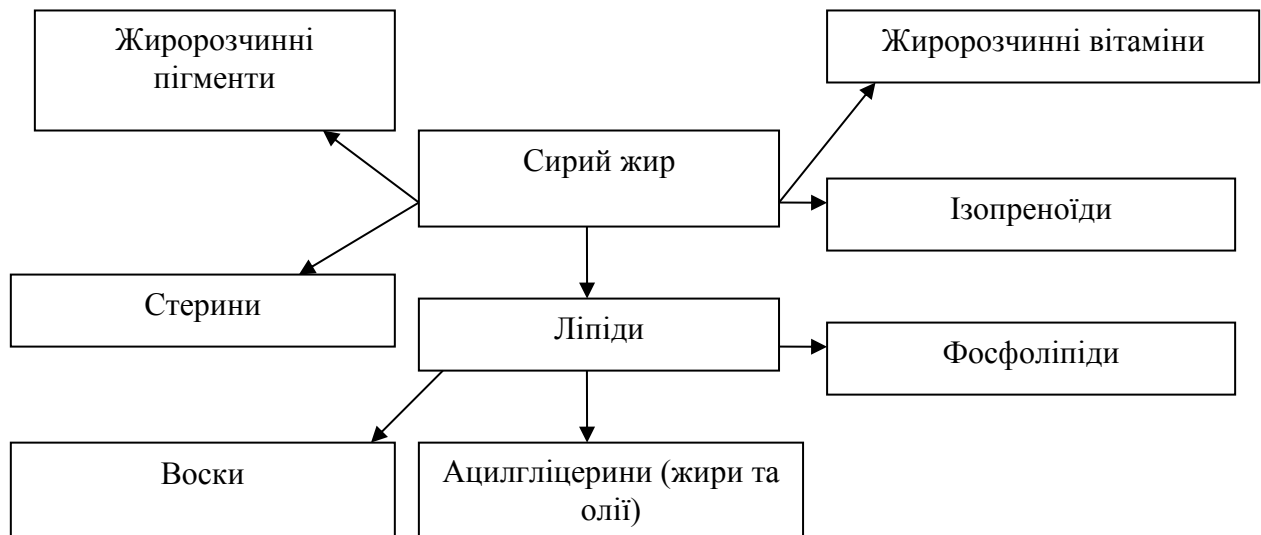 Жиророзчинні
пігменти
Жиророзчинні вітаміни
Сирий жир
Ізопреноїди
Стерини
Ліпіди
Фосфоліпіди
Воски
Ацилгліцерини (жири та
олії)